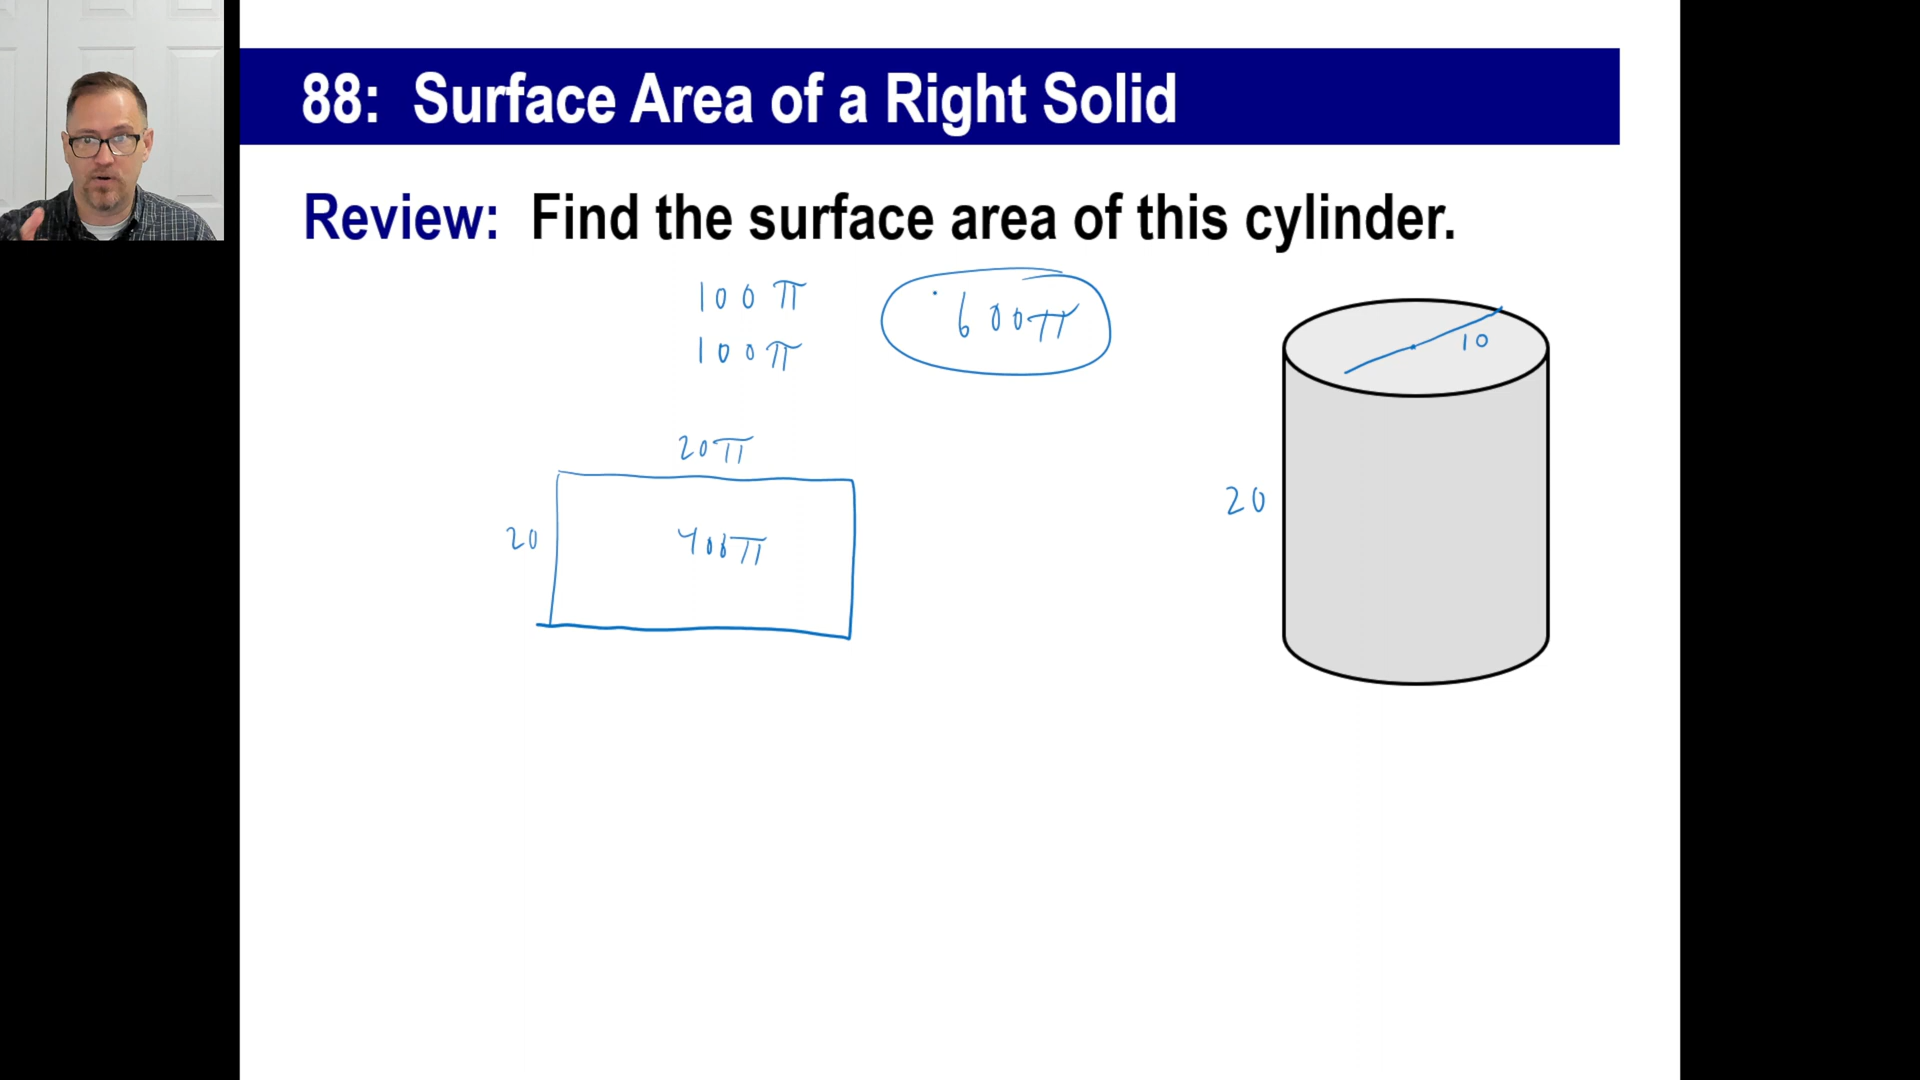 88: Surface Area of a Right Solid
Review: Find the surface area of this cylinder.
100π
100π
600π
10
20π
20
400π
20